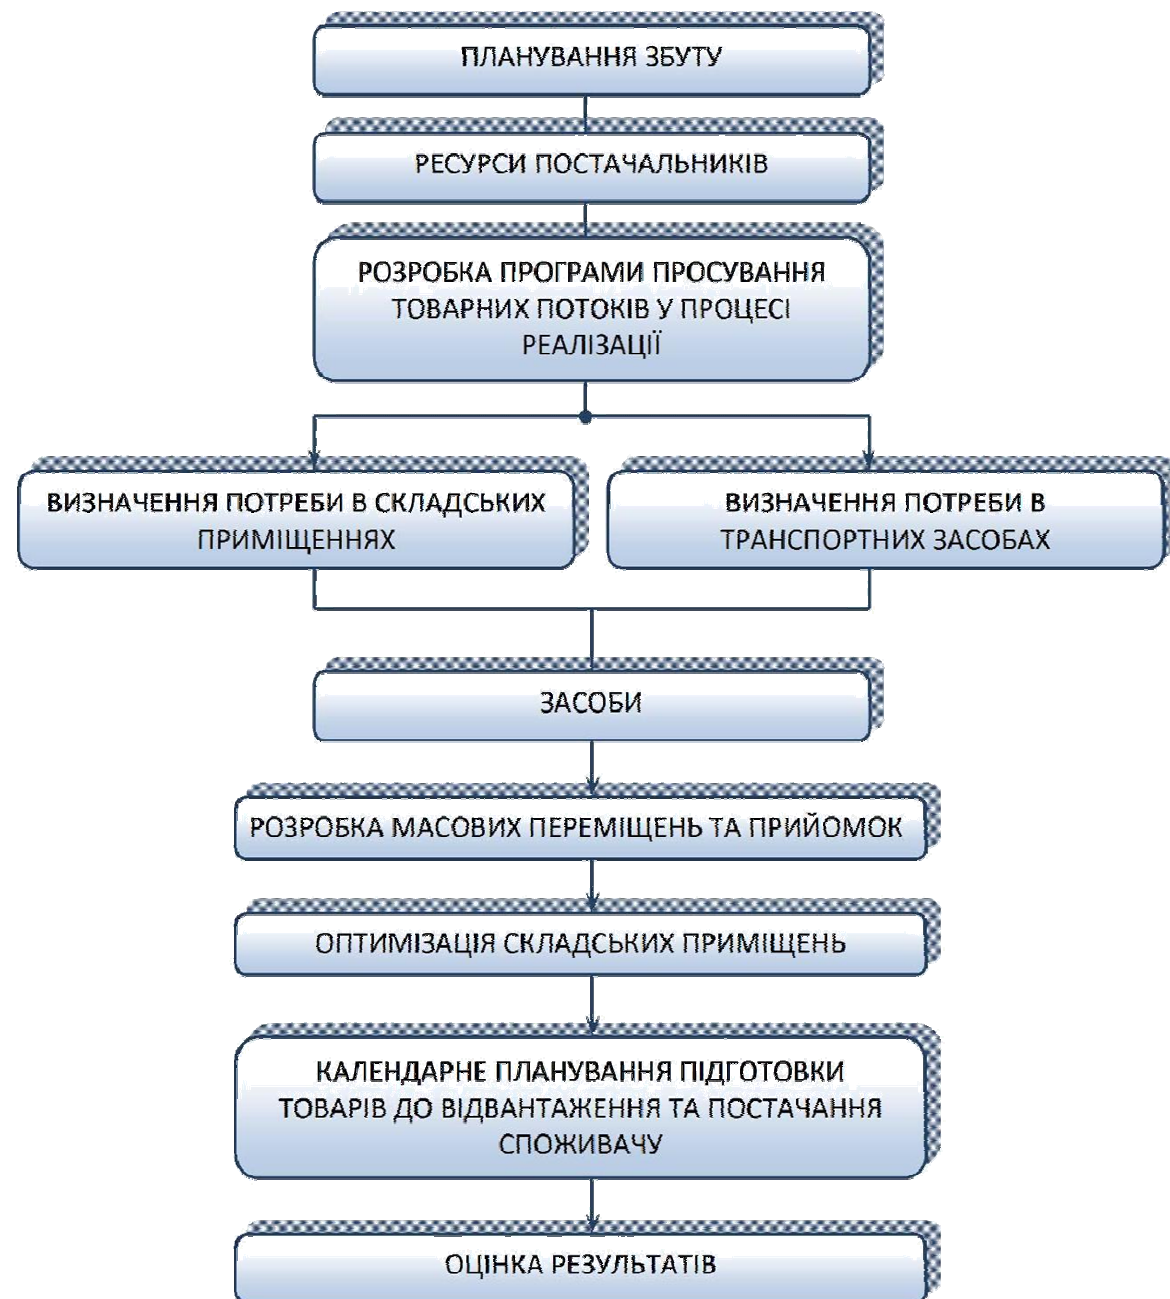 ПЛАНУВАННЯ ЗБУТУ
РЕСУРСИ ПОСТАЧАЛЬНИКІВ
РОЗРОБКА ПРОГРАМИ ПРОСУВАННЯ
ТОВАРНИХ ПОТОКІВ У ПРОЦЕСІ
РЕАЛІЗАЦІЇ
ВИЗНАЧЕННЯ ПОТРЕБИ В СКЛАДСЬКИХ
ПРИМІЩЕННЯХ
ВИЗНАЧЕННЯ ПОТРЕБИ В
ТРАНСПОРТНИХ ЗАСОБАХ
ЗАСОБИ
РОЗРОБКА МАСОВИХ ПЕРЕМІЩЕНЬ ТА ПРИЙОМОК
ОПТИМІЗАЦІЯ СКЛАДСЬКИХ ПРИМІЩЕНЬ
КАЛЕНДАРНЕ ПЛАНУВАННЯ ПІДГОТОВКИ
ТОВАРІВ ДО ВІДВАНТАЖЕННЯ ТА ПОСТАЧАННЯ
СПОЖИВАЧУ
ОЦІНКА РЕЗУЛЬТАТІВ